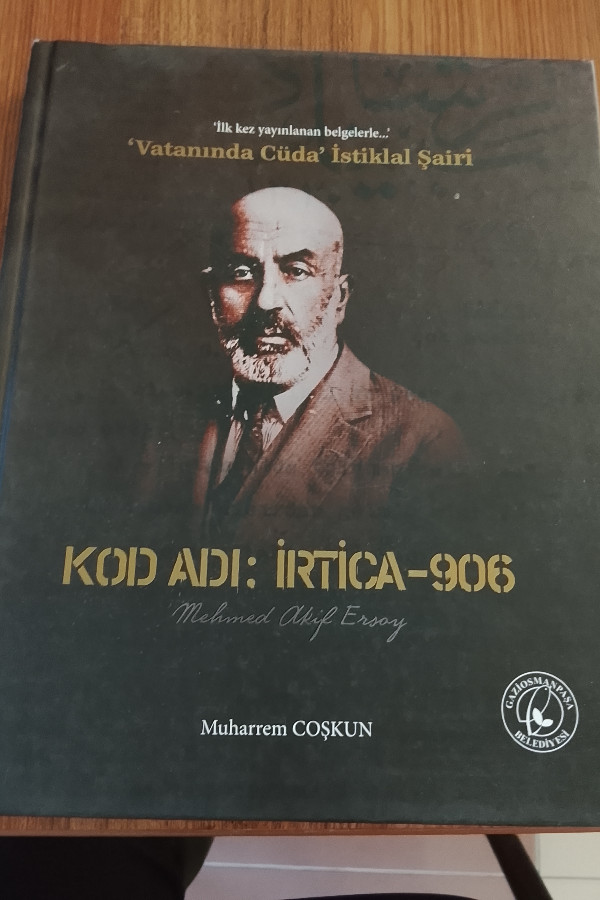 'İlk kez yayınlanan belgelerle...'
'Vatanında Cüda' İstiklal Şairi
KOD ADI: İRTİCA-906
Mehmed Akif Ersoy
Muharrem COŞKUN
GAZİOSMANPAŞA
BELEDİYESİ